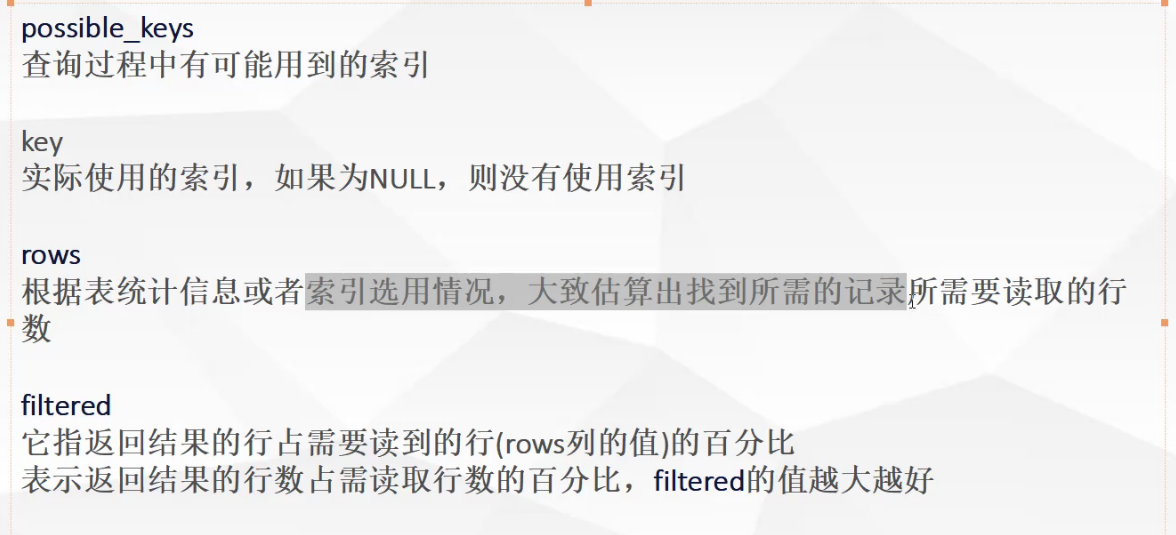 possible_keys
查询过程中有可能用到的索引
key
实际使用的索引，如果为NULL，则没有使用索引
rows
根据表统计信息或者索引选用情况，大致估算出找到所需的记录所需要读取的行
数
filtered
它指返回结果的行占需要读到的行(rows列的值)的百分比
表示返回结果的行数占需读取行数的百分比，filtered的值越大越好